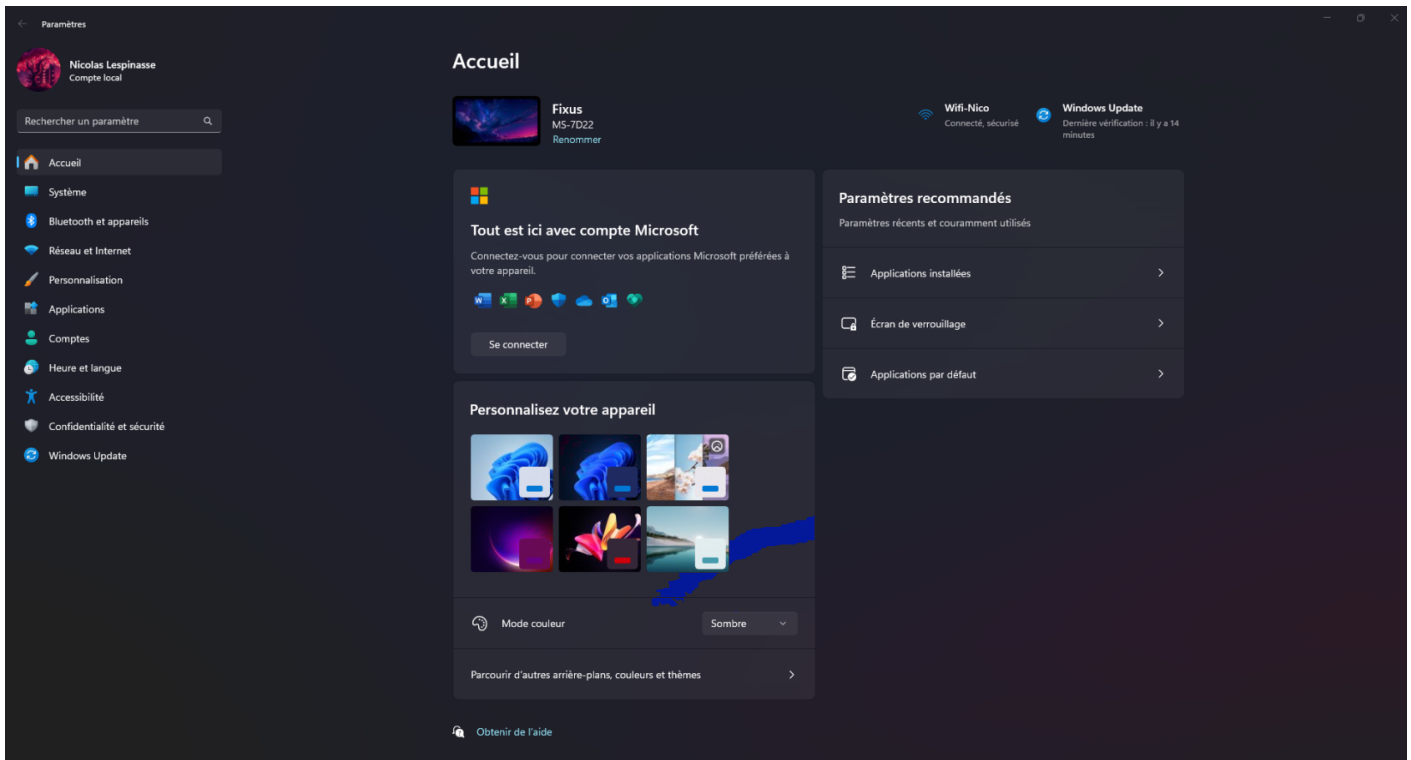 Paramètres
Nicolas Lespinasse
Compte local
Rechercher un paramètre
Accueil
Système
Bluetooth et appareils
Réseau et Internet
Personnalisation
Applications
Comptes
Heure et langue
Accessibilité
Confidentialité et sécurité
Windows Update
Accueil
Fixus
MS-7D22
Renommer
Wifi-Nico
Connecté, sécurisé
Windows Update
Dernière vérification : il y a 14
minutes
Tout est ici avec compte Microsoft
Connectez-vous pour connecter vos applications Microsoft préférées à
votre appareil.
Se connecter
Personnalisez votre appareil
Mode couleur
Sombre
Parcourir d'autres arrière-plans, couleurs et thèmes
Obtenir de l'aide
Paramètres recommandés
Paramètres récents et couramment utilisés
Applications installées
Écran de verrouillage
Applications par défaut